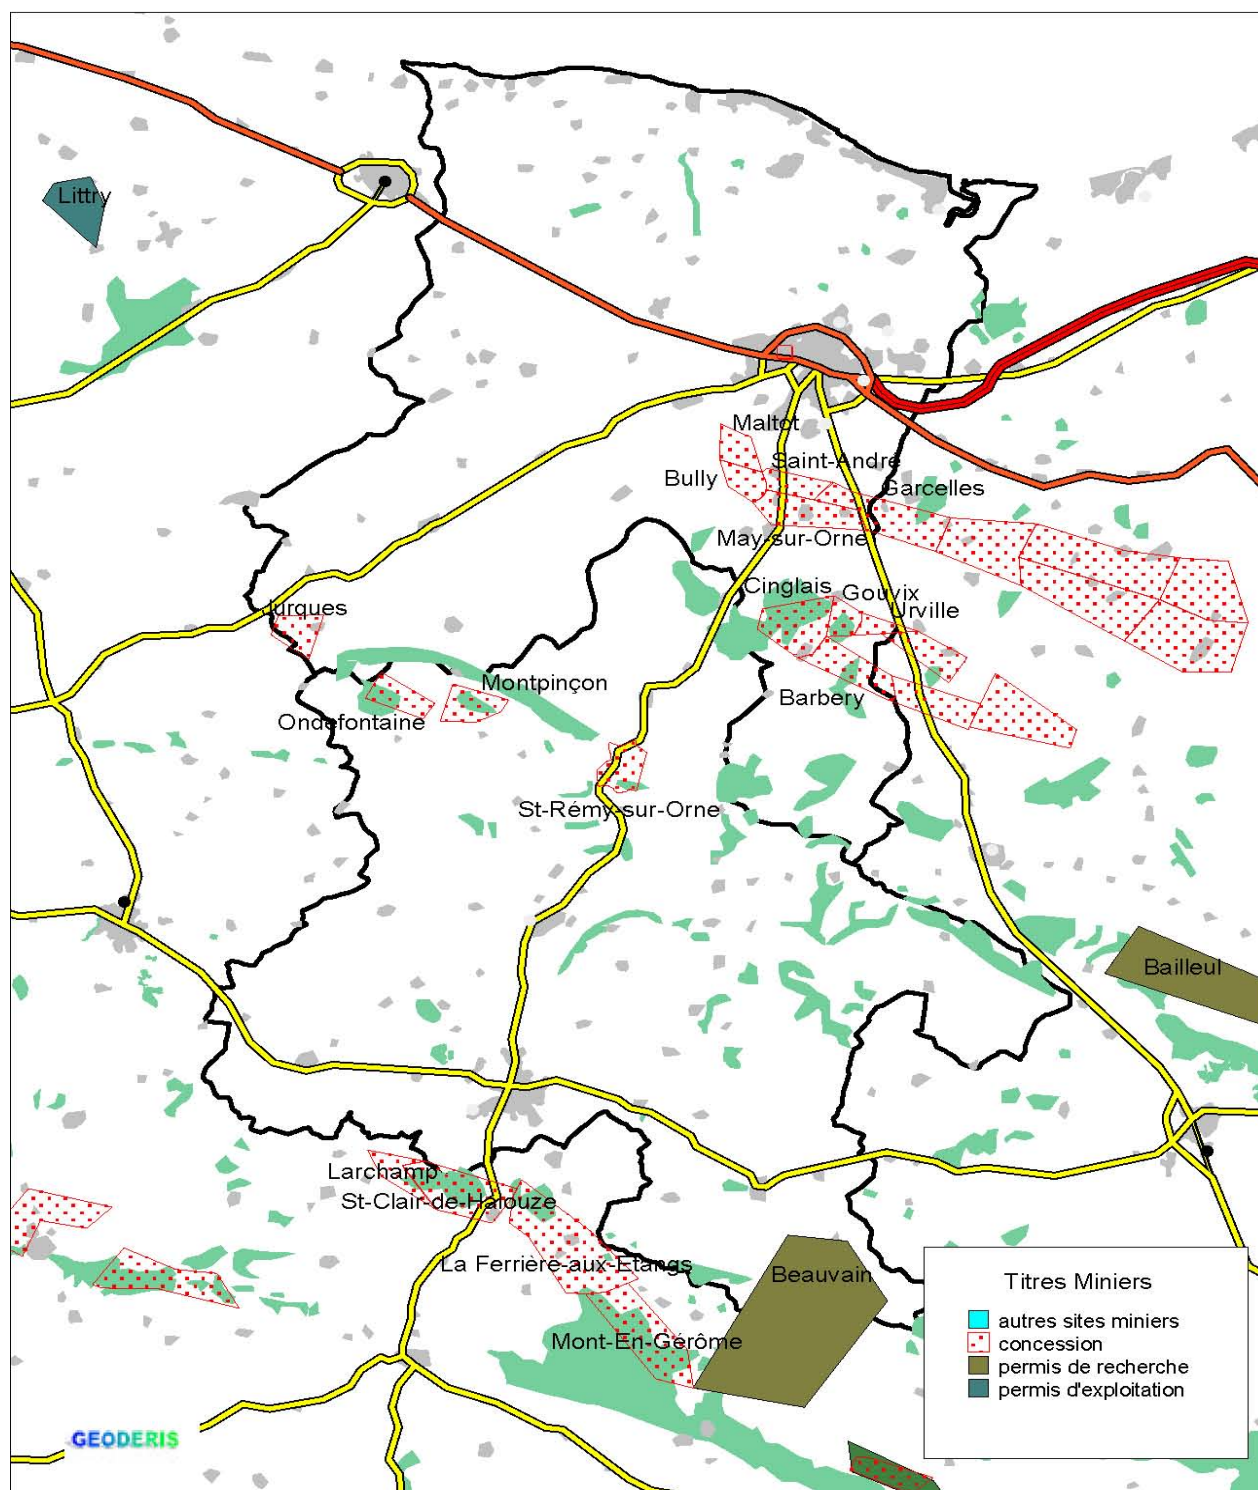 Littry
Maltot
Saint-André
Bully
Garcelles
May-sur-Orne
Cinglais
Gouvix
Urville
Jurques
Montpinçon
Barbery
Ondefontaine
St-Rémy-sur-Orne
Bailleul
Larchamp
St-Clair-de-Halouze
La Ferrière-aux-Etangs
Beauvain
Mont-En-Gérôme
Titres Miniers
autres sites miniers
concession
permis de recherche
permis d'exploitation
GEODERIS